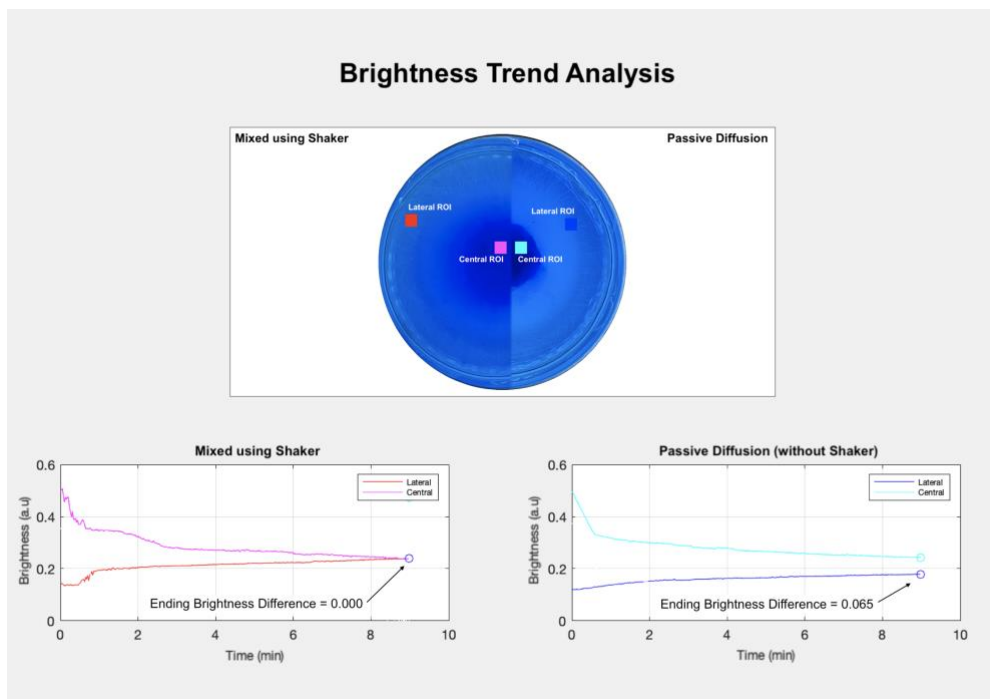 Brightness Trend Analysis
Mixed using Shaker
Passive Diffusion
Lateral ROI
Lateral ROI
Central ROI
Central ROI
Mixed using Shaker
0.6
0.4
0.2
0
Brightness (a.u)
Lateral
Central
Ending Brightness Difference = 0.000
0 2 4 6 8 10
Time (min)
Passive Diffusion (without Shaker)
0.6
0.4
0.2
0
Brightness (a.u)
Lateral
Central
Ending Brightness Difference = 0.065
0 2 4 6 8 10
Time (min)